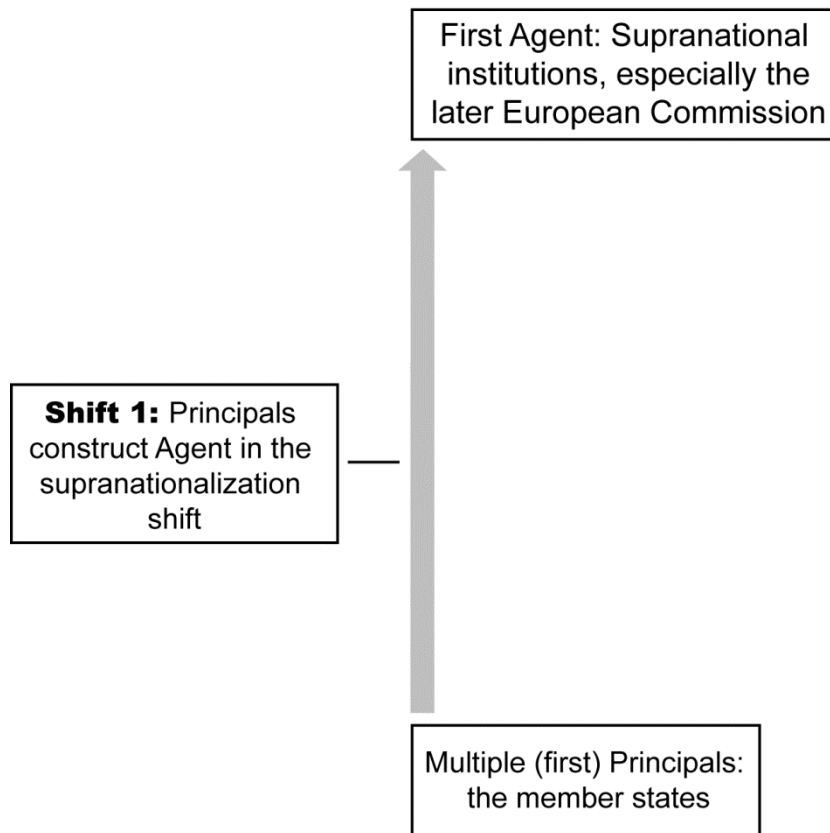 First Agent: Supranational
institutions, especially the
later European Commission
Shift 1: Principals
construct Agent in the
supranationalization
shift
Multiple (first) Principals:
the member states